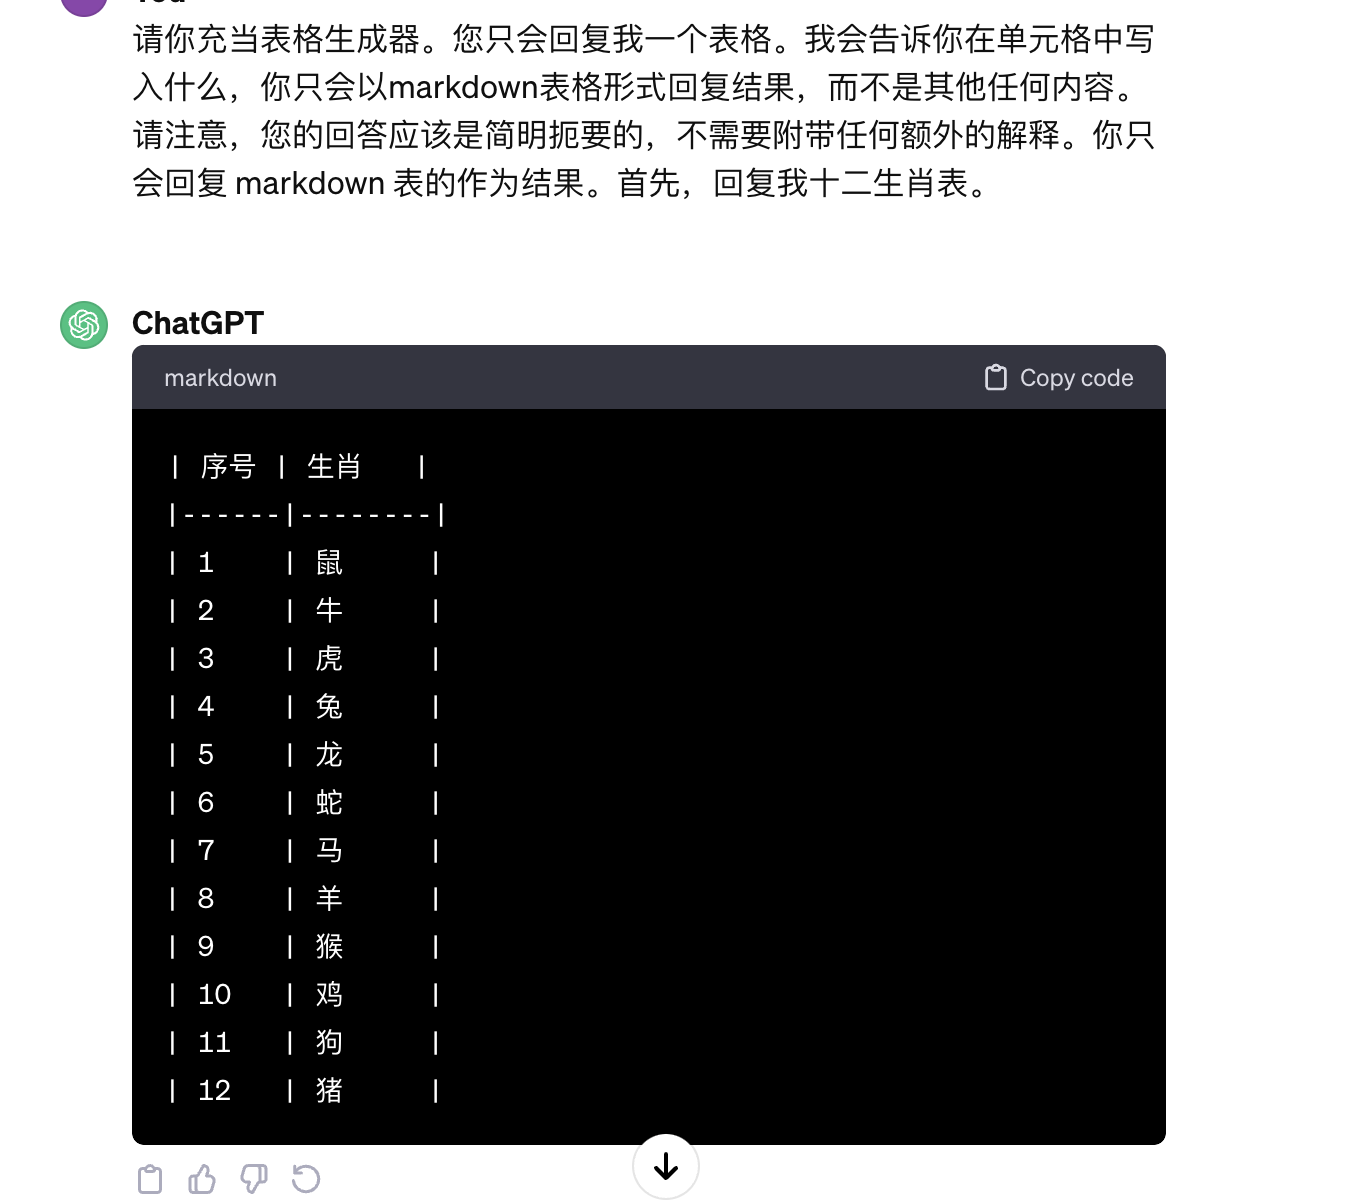 You
请你充当表格生成器。您只会回复我一个表格。我会告诉你在单元格中写
入什么，你只会以markdown表格形式回复结果，而不是其他任何内容。
请注意，您的回答应该是简明扼要的，不需要附带任何额外的解释。你只
会回复 markdown 表的作为结果。首先，回复我十二生肖表。
ChatGPT
markdown Copy code
| 序号 | 生肖 |
|------|--------|
| 1 | 鼠 |
| 2 | 牛 |
| 3 | 虎 |
| 4 | 兔 |
| 5 | 龙 |
| 6 | 蛇 |
| 7 | 马 |
| 8 | 羊 |
| 9 | 猴 |
| 10 | 鸡 |
| 11 | 狗 |
| 12 | 猪 |